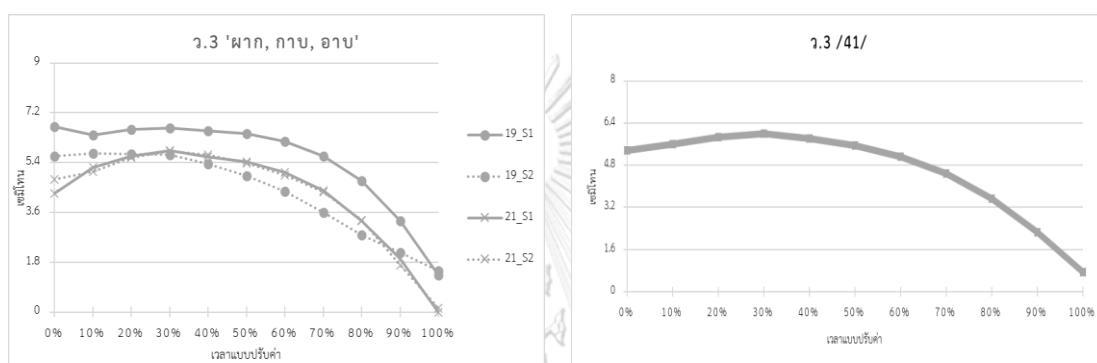 ว.3 'ผาก, กาบ, อาบ'
9
7.2
5.4
3.6
1.8
0
เซมิโทน
0% 10% 20% 30% 40% 50% 60% 70% 80% 90% 100%
เวลาแบบปรับค่า
19_S1
19_S2
21_S1
21_S2
ว.3 /41/
8
6.4
4.8
3.2
1.6
0
เซมิโทน
0% 10% 20% 30% 40% 50% 60% 70% 80% 90% 100%
เวลาแบบปรับค่า